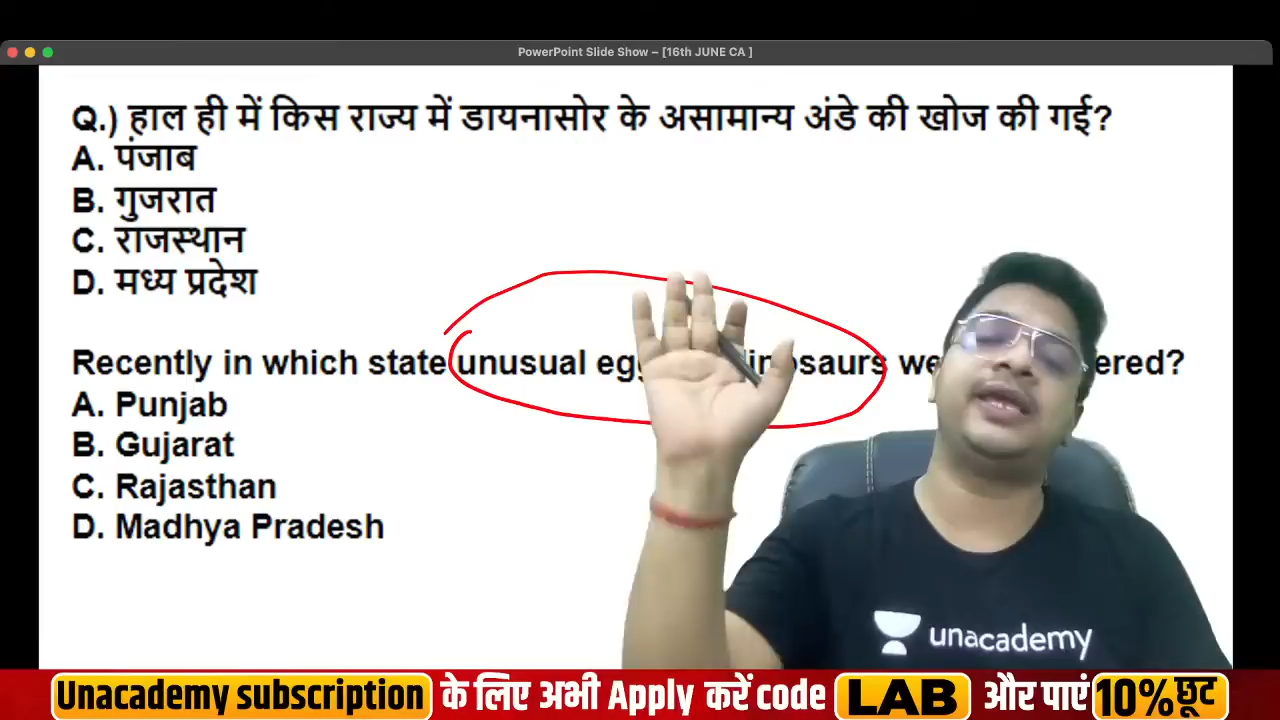 PowerPoint Slide Show – [16th JUNE CA ]
Q.) हाल ही में किस राज्य में डायनासोर के असामान्य अंडे की खोज की गई?
A. पंजाब
B. गुजरात
C. राजस्थान
D. मध्य प्रदेश
Recently in which state unusual
A. Punjab
B. Gujarat
C. Rajasthan
D. Madhya Pradesh
unacademy
Unacademy subscription के लिए अभी Apply करें code LAB और पाएं 10% छूट